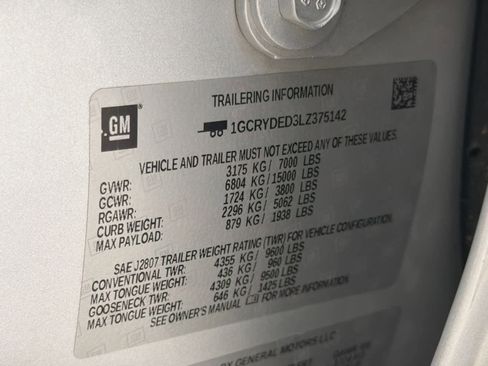 TRAILERING INFORMATION
GM
1GCRYDED3LZ375142
VEHICLE AND TRAILER MUST NOT EXCEED ANY OF THESE VALUES.
GVWR: 3175 KG / 7000 LBS
GCWR: 6804 KG / 15000 LBS
RGAWR: 1724 KG / 3800 LBS
CURB WEIGHT: 2296 KG / 5062 LBS
MAX PAYLOAD: 879 KG / 1938 LBS
SAE J2807 TRAILER WEIGHT RATING (TWR) FOR VEHICLE CONFIGURATION.
CONVENTIONAL TWR: 4355 KG / 9600 LBS
MAX TONGUE WEIGHT: 436 KG / 960 LBS
GOOSENECK TWR: 4309 KG / 9500 LBS
MAX TONGUE WEIGHT: 646 KG / 1425 LBS
SEE OWNER'S MANUAL FOR MORE INFORMATION.
GENERAL MOTORS LLC